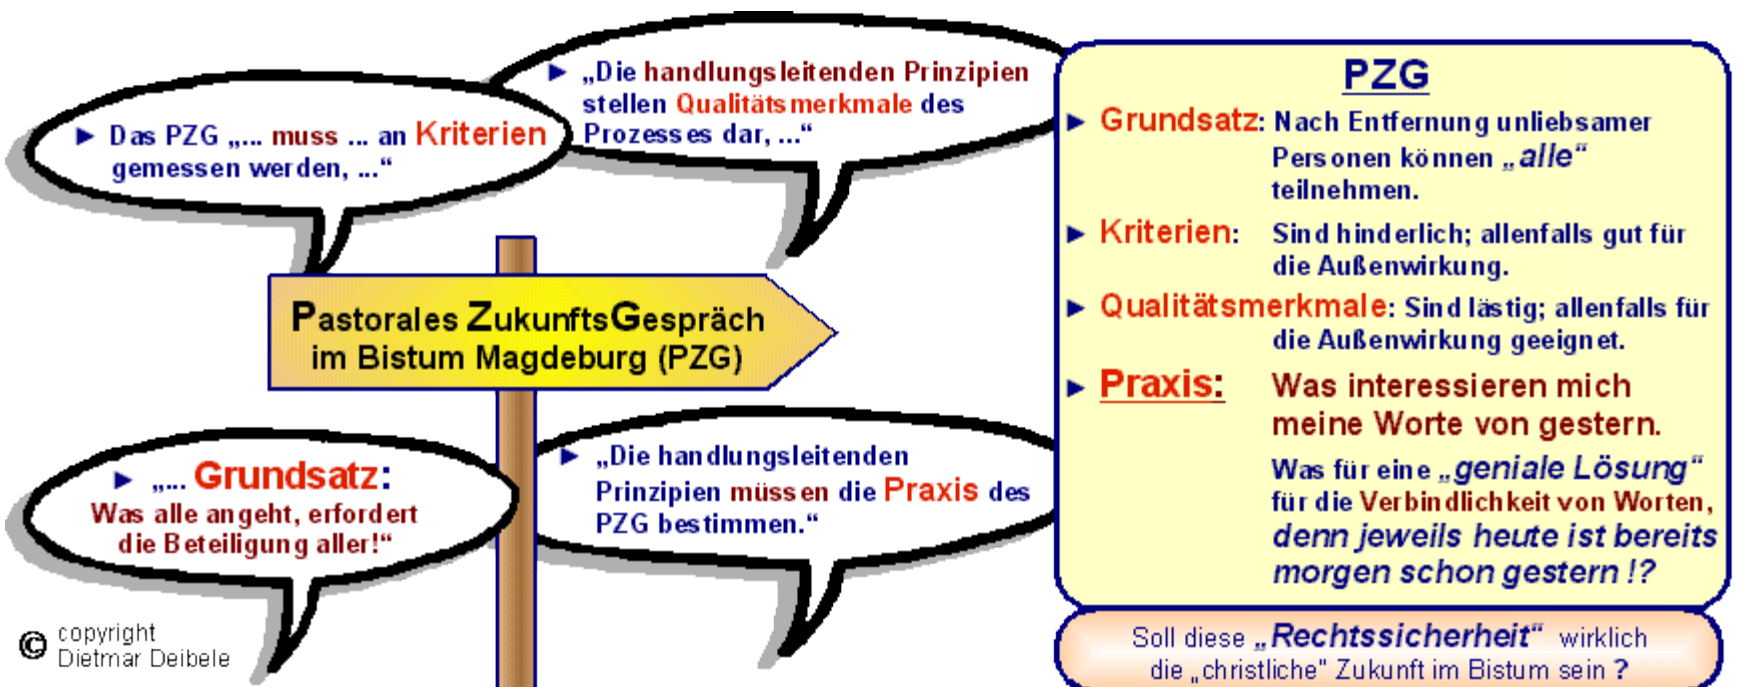 ► Das PZG „... muss ... an Kriterien
gemessen werden, ...“
► „Die handlungsleitenden Prinzipien
stellen Qualitätsmerkmale des
Prozesses dar, ...“
Pastorales ZukunftsGespräch
im Bistum Magdeburg (PZG)
► „... Grundsatz:
Was alle angeht, erfordert
die Beteiligung aller!“
► „Die handlungsleitenden
Prinzipien müssen die Praxis des
PZG bestimmen.“
© copyright
Dietmar Deibele
PZG
► Grundsatz: Nach Entfernung unliebsamer
Personen können „alle“
teilnehmen.
► Kriterien: Sind hinderlich; allenfalls gut für
die Außenwirkung.
► Qualitätsmerkmale: Sind lästig; allenfalls für
die Außenwirkung geeignet.
► Praxis: Was interessieren mich
meine Worte von gestern.
Was für eine „geniale Lösung“
für die Verbindlichkeit von Worten,
denn jeweils heute ist bereits
morgen schon gestern !?
Soll diese „Rechtssicherheit“ wirklich
die „christliche“ Zukunft im Bistum sein ?